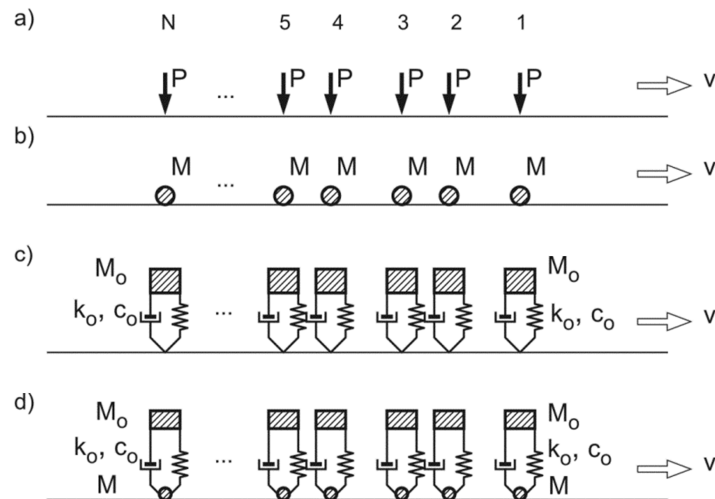 a) N 5 4 3 2 1
P ... P P P P P v
b) M ... M M M M M v
c) Mo Mo
ko, co ... ko, co v
d) Mo Mo
ko, co ... ko, co v
M M